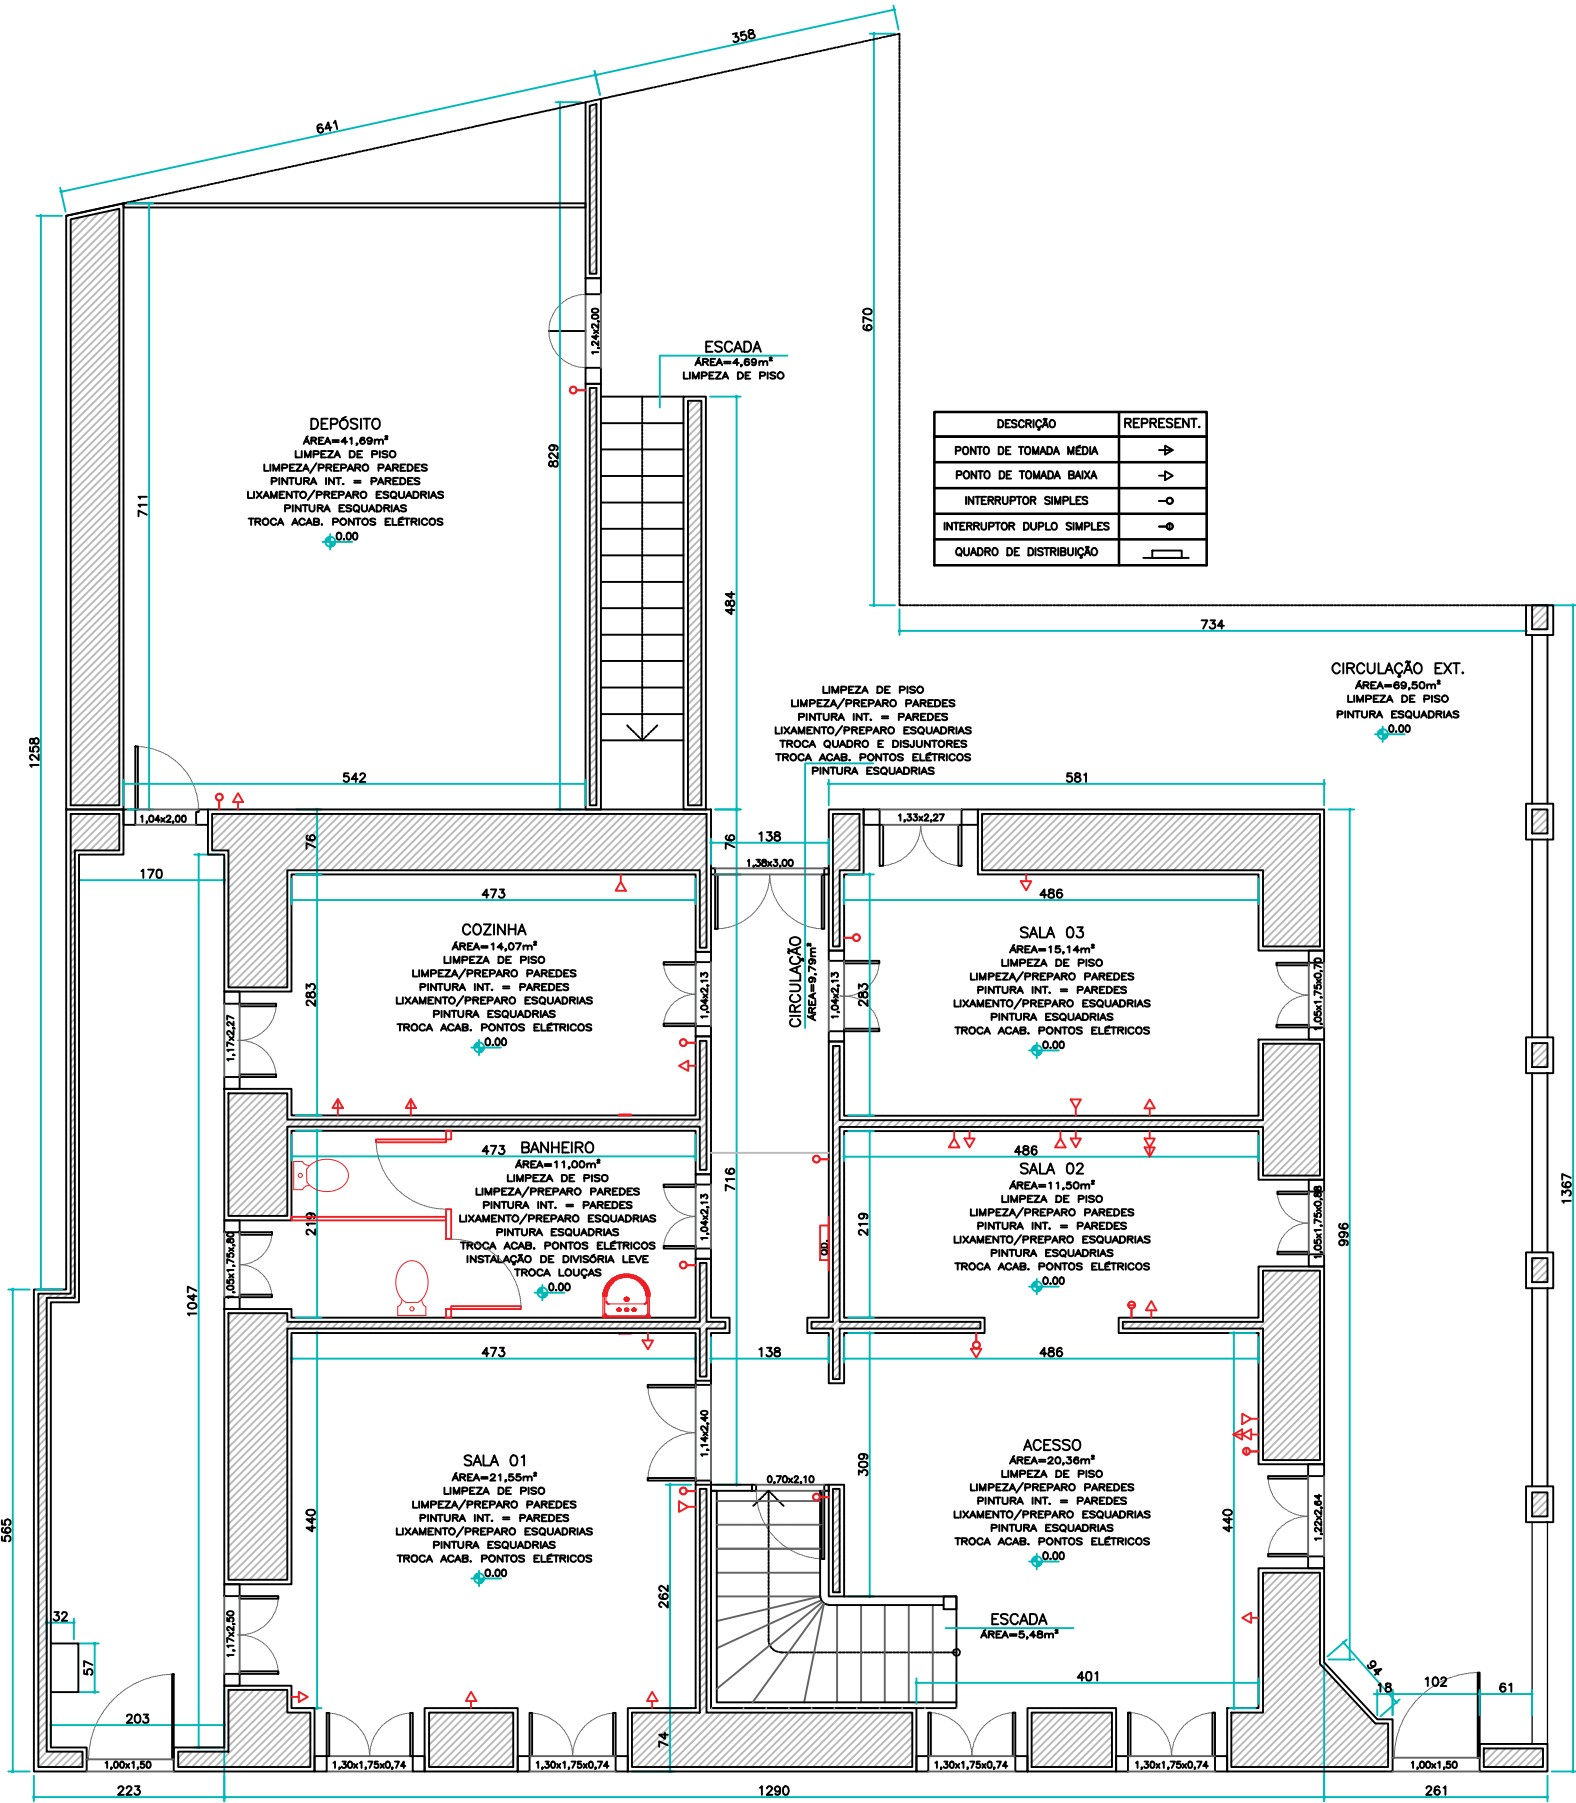 358
641
670
ESCADA
ÁREA=4,69m²
LIMPEZA DE PISO
1,24x2,00
829
711
DEPÓSITO
ÁREA=41,69m²
LIMPEZA DE PISO
LIMPEZA/PREPARO PAREDES
PINTURA INT. = PAREDES
LIXAMENTO/PREPARO ESQUADRIAS
PINTURA ESQUADRIAS
TROCA ACAB. PONTOS ELÉTRICOS
0.00
DESCRIÇÃO REPRESENT.
PONTO DE TOMADA MÉDIA
PONTO DE TOMADA BAIXA
INTERRUPTOR SIMPLES
INTERRUPTOR DUPLO SIMPLES
QUADRO DE DISTRIBUIÇÃO
484
734
CIRCULAÇÃO EXT.
ÁREA=69,50m²
LIMPEZA DE PISO
PINTURA ESQUADRIAS
0.00
LIMPEZA DE PISO
LIMPEZA/PREPARO PAREDES
PINTURA INT. = PAREDES
LIXAMENTO/PREPARO ESQUADRIAS
TROCA QUADRO E DISJUNTORES
TROCA ACAB. PONTOS ELÉTRICOS
PINTURA ESQUADRIAS
1258
542
581
1,04x2,00
76
76
138
1,33x2,27
1,38x3,00
170
473
486
COZINHA
ÁREA=14,07m²
LIMPEZA DE PISO
LIMPEZA/PREPARO PAREDES
PINTURA INT. = PAREDES
LIXAMENTO/PREPARO ESQUADRIAS
PINTURA ESQUADRIAS
TROCA ACAB. PONTOS ELÉTRICOS
0.00
283
1,17x2,27
1,04x2,13
CIRCULAÇÃO
ÁREA=9,79m²
1,04x2,13
283
SALA 03
ÁREA=15,14m²
LIMPEZA DE PISO
LIMPEZA/PREPARO PAREDES
PINTURA INT. = PAREDES
LIXAMENTO/PREPARO ESQUADRIAS
PINTURA ESQUADRIAS
TROCA ACAB. PONTOS ELÉTRICOS
0.00
1,05x1,75x0,70
473
BANHEIRO
ÁREA=11,00m²
LIMPEZA DE PISO
LIMPEZA/PREPARO PAREDES
PINTURA INT. = PAREDES
LIXAMENTO/PREPARO ESQUADRIAS
PINTURA ESQUADRIAS
TROCA ACAB. PONTOS ELÉTRICOS
INSTALAÇÃO DE DIVISÓRIA LEVE
TROCA LOUÇAS
0.00
219
1,05x1,75x,80
1,04x2,13
716
QD.
219
486
SALA 02
ÁREA=11,50m²
LIMPEZA DE PISO
LIMPEZA/PREPARO PAREDES
PINTURA INT. = PAREDES
LIXAMENTO/PREPARO ESQUADRIAS
PINTURA ESQUADRIAS
TROCA ACAB. PONTOS ELÉTRICOS
0.00
996
1367
1047
473
138
486
SALA 01
ÁREA=21,55m²
LIMPEZA DE PISO
LIMPEZA/PREPARO PAREDES
PINTURA INT. = PAREDES
LIXAMENTO/PREPARO ESQUADRIAS
PINTURA ESQUADRIAS
TROCA ACAB. PONTOS ELÉTRICOS
0.00
440
1,14x2,40
0,70x2,10
309
ACESSO
ÁREA=20,36m²
LIMPEZA DE PISO
LIMPEZA/PREPARO PAREDES
PINTURA INT. = PAREDES
LIXAMENTO/PREPARO ESQUADRIAS
PINTURA ESQUADRIAS
TROCA ACAB. PONTOS ELÉTRICOS
0.00
440
1,22x2,64
565
32
57
1,17x2,50
262
ESCADA
ÁREA=5,48m²
401
94
18
102
61
203
74
1,00x1,50
1,30x1,75x0,74
1,30x1,75x0,74
1,30x1,75x0,74
1,30x1,75x0,74
1,00x1,50
223
1290
261